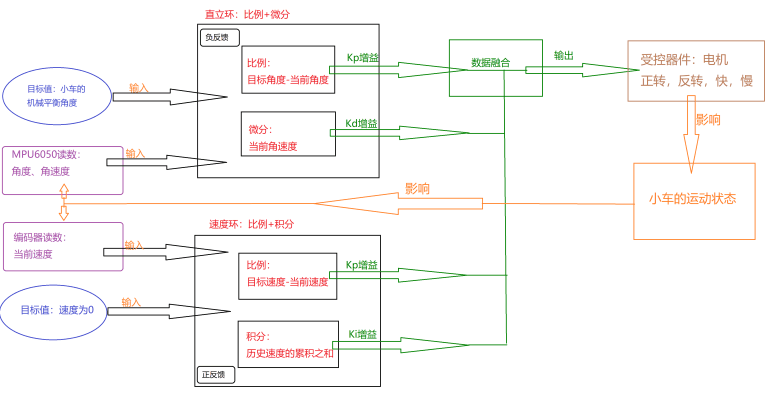 直立环：比例+微分
负反馈
比例：
目标角度-当前角度
Kp增益
数据融合
输出
受控器件：电机
正转，反转，快，慢
目标值：小车的
机械平衡角度
输入
微分：
当前角速度
Kd增益
影响
MPU6050读数：
角度、角速度
输入
影响
小车的运动状态
速度环：比例+积分
编码器读数：
当前速度
输入
比例：
目标速度-当前速度
Kp增益
目标值：速度为0
输入
积分：
历史速度的累积之和
Ki增益
正反馈